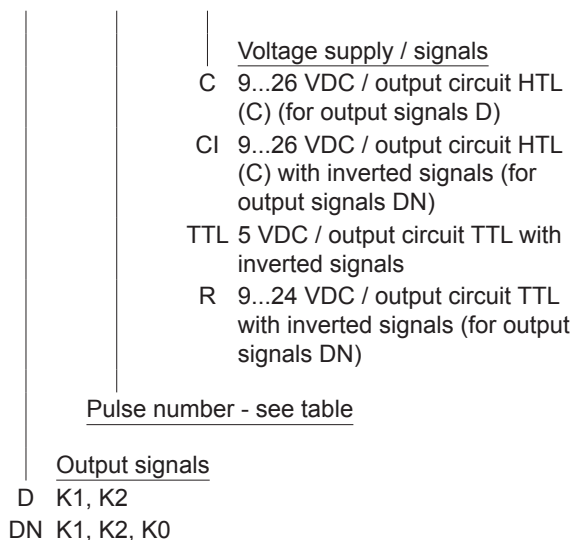 Voltage supply / signals
C 9...26 VDC / output circuit HTL
(C) (for output signals D)
CI 9...26 VDC / output circuit HTL
(C) with inverted signals (for
output signals DN)
TTL 5 VDC / output circuit TTL with
inverted signals
R 9...24 VDC / output circuit TTL
with inverted signals (for output
signals DN)
Pulse number - see table
Output signals
D K1, K2
DN K1, K2, K0